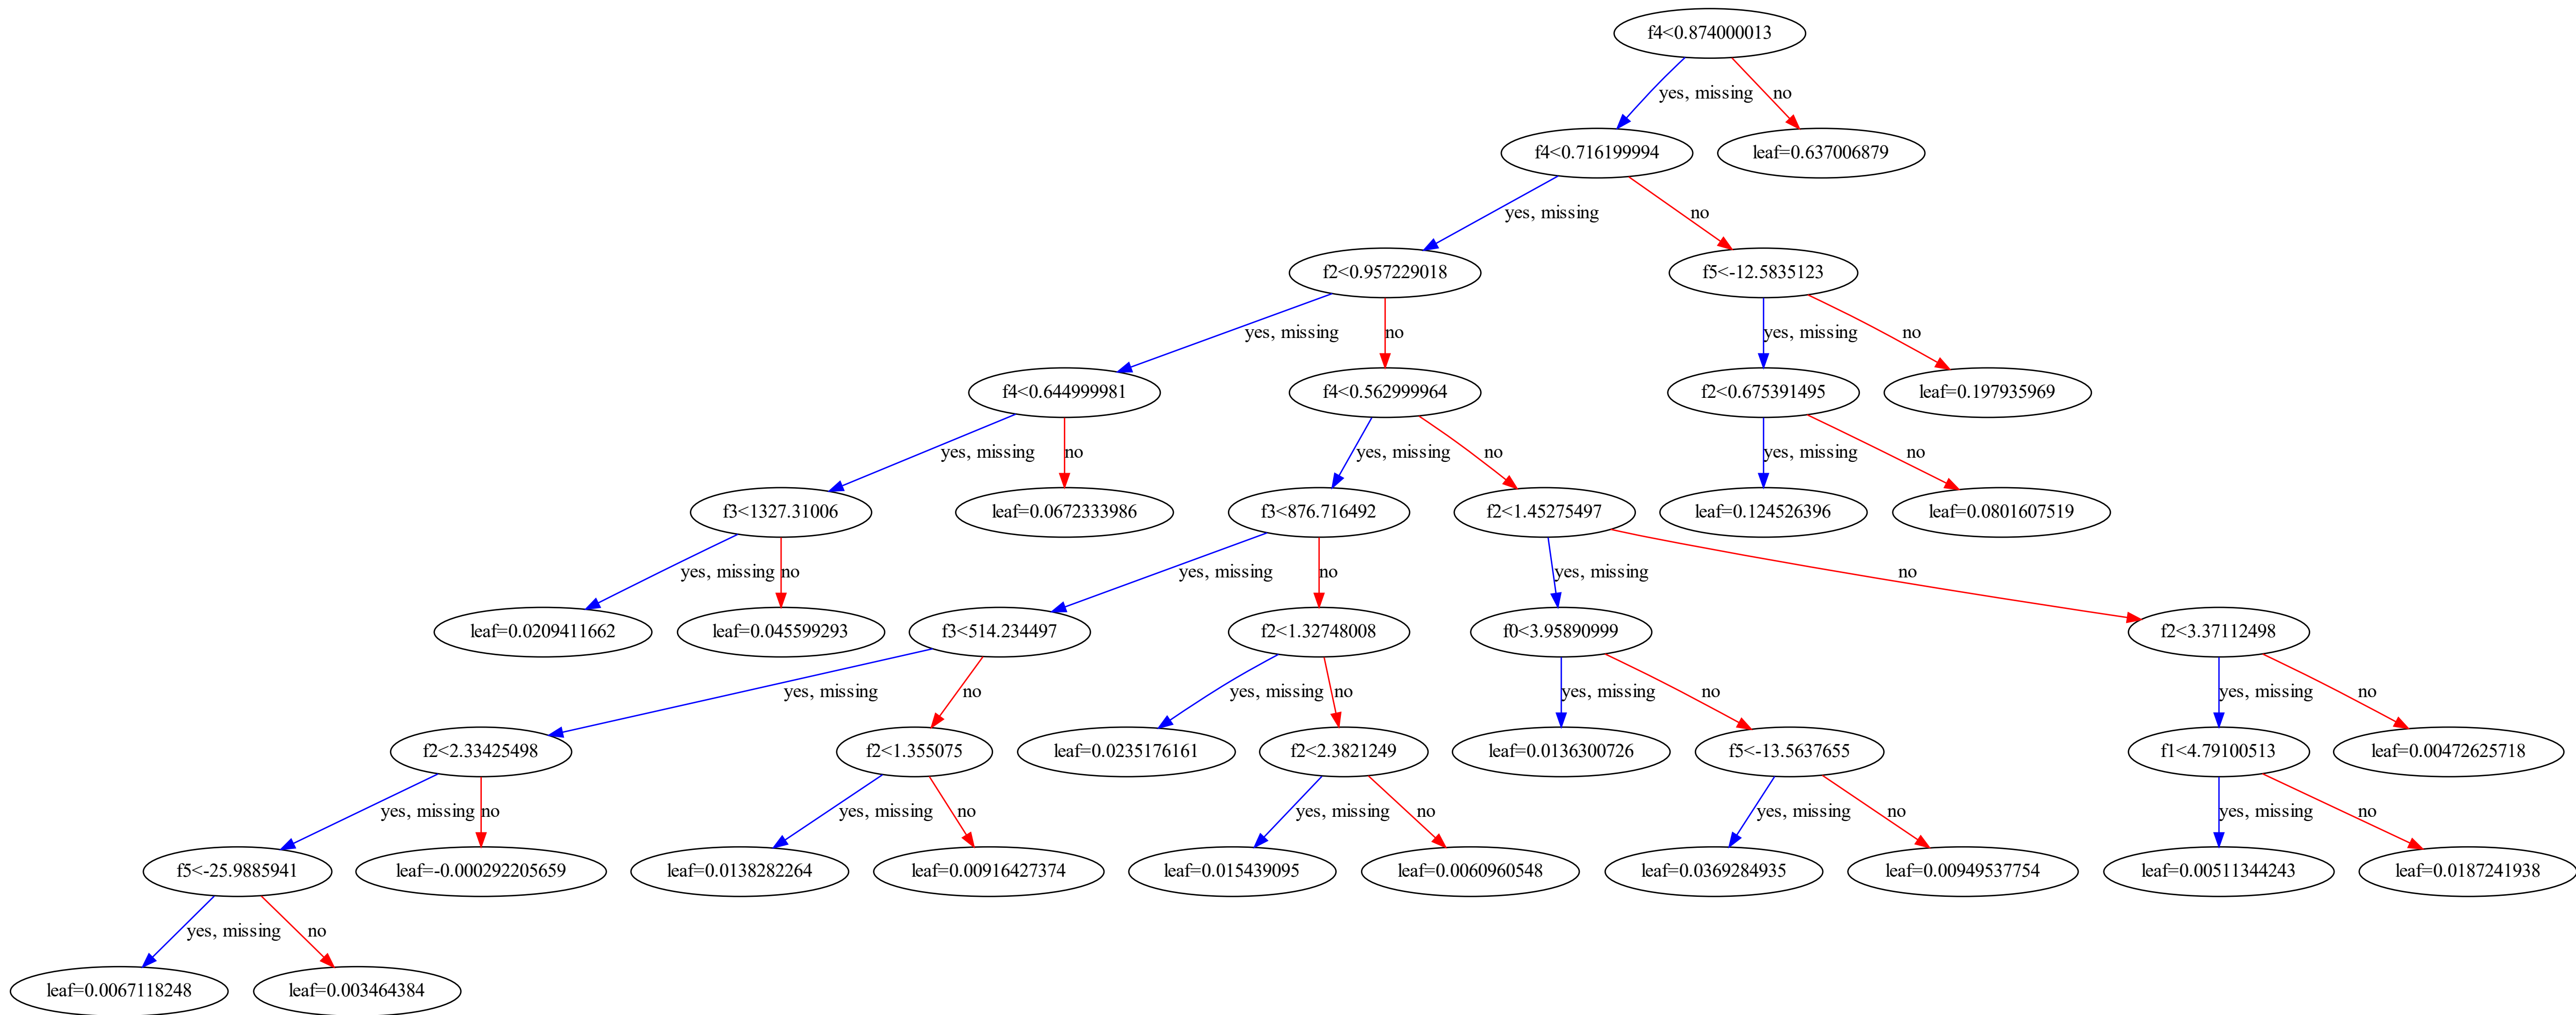 f4<0.874000013
yes, missing
no
f4<0.716199994
leaf=0.637006879
yes, missing
no
f2<0.957229018
f5<-12.5835123
yes, missing
no
yes, missing
no
f4<0.644999981
f4<0.562999964
f2<0.675391495
leaf=0.197935969
yes, missing
no
yes, missing
no
yes, missing
no
f3<1327.31006
leaf=0.0672333986
f3<876.716492
f2<1.45275497
leaf=0.124526396
leaf=0.0801607519
yes, missing
no
yes, missing
no
yes, missing
no
leaf=0.0209411662
leaf=0.045599293
f3<514.234497
f2<1.32748008
f0<3.95890999
f2<3.37112498
yes, missing
no
yes, missing
no
yes, missing
no
yes, missing
no
f2<2.33425498
f2<1.355075
leaf=0.0235176161
f2<2.3821249
leaf=0.0136300726
f5<-13.5637655
f1<4.79100513
leaf=0.00472625718
yes, missing
no
yes, missing
no
yes, missing
no
yes, missing
no
yes, missing
no
f5<-25.9885941
leaf=-0.000292205659
leaf=0.0138282264
leaf=0.00916427374
leaf=0.015439095
leaf=0.0060960548
leaf=0.0369284935
leaf=0.00949537754
leaf=0.00511344243
leaf=0.0187241938
yes, missing
no
leaf=0.0067118248
leaf=0.003464384